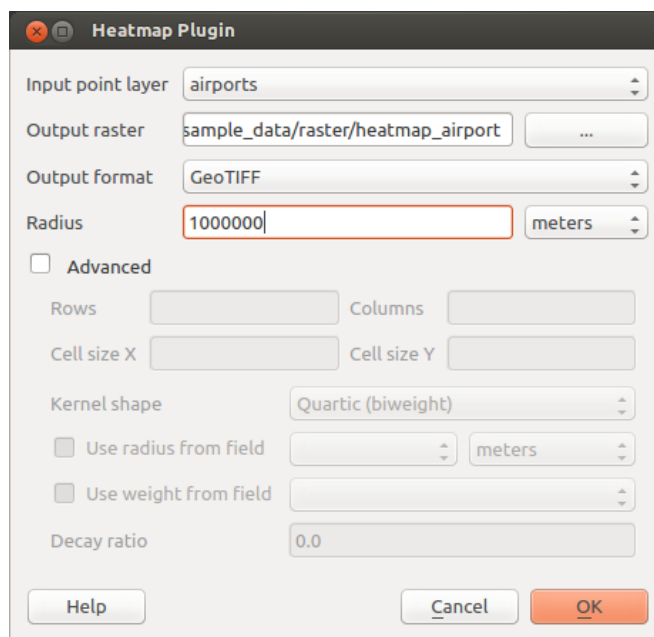 Heatmap Plugin
Input point layer airports
Output raster sample_data/raster/heatmap_airport ...
Output format GeoTIFF
Radius 1000000 meters
Advanced
Rows Columns
Cell size X Cell size Y
Kernel shape Quartic (biweight)
Use radius from field meters
Use weight from field
Decay ratio 0.0
Help Cancel OK